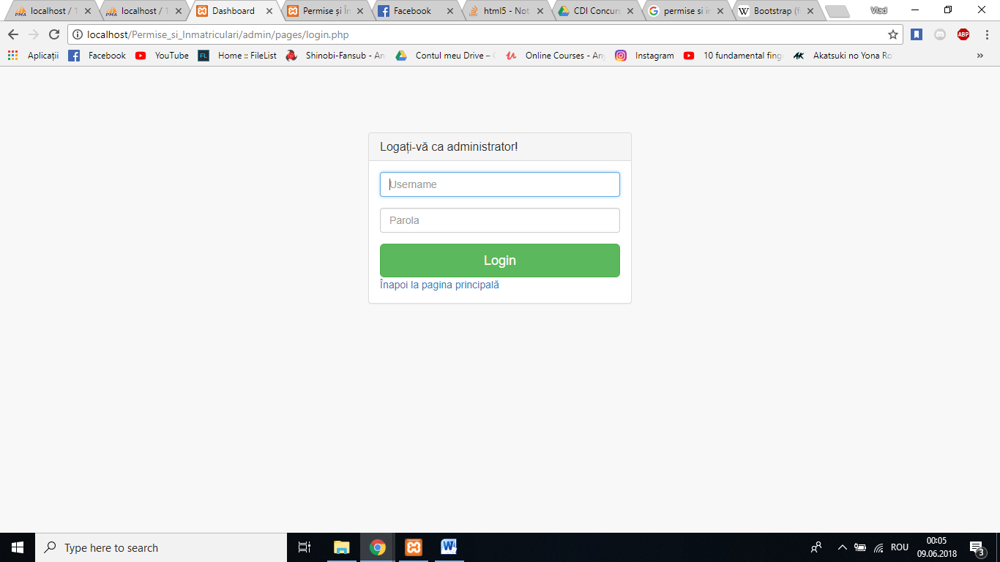 localhost / 1
localhost / 1
Dashboard
Permise și În
Facebook
html5 - Not
CDI Concurs
permise si in
Bootstrap (f
Vlad
localhost/Permise_si_Inmatriculari/admin/pages/login.php
ABP
Aplicații
Facebook
YouTube
Home :: FileList
Shinobi-Fansub - An
Contul meu Drive –
Online Courses - Any
Instagram
10 fundamental fing
Akatsuki no Yona Ro
»
Logați-vă ca administrator!
Username
Parola
Login
Înapoi la pagina principală
Type here to search
ROU
00:05
09.06.2018
3